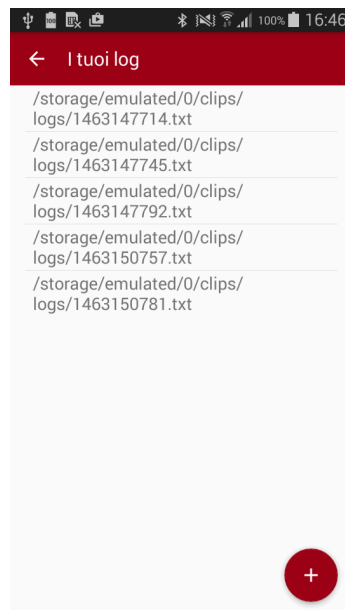 100% 16:46
I tuoi log
/storage/emulated/0/clips/
logs/1463147714.txt
/storage/emulated/0/clips/
logs/1463147745.txt
/storage/emulated/0/clips/
logs/1463147792.txt
/storage/emulated/0/clips/
logs/1463150757.txt
/storage/emulated/0/clips/
logs/1463150781.txt
+